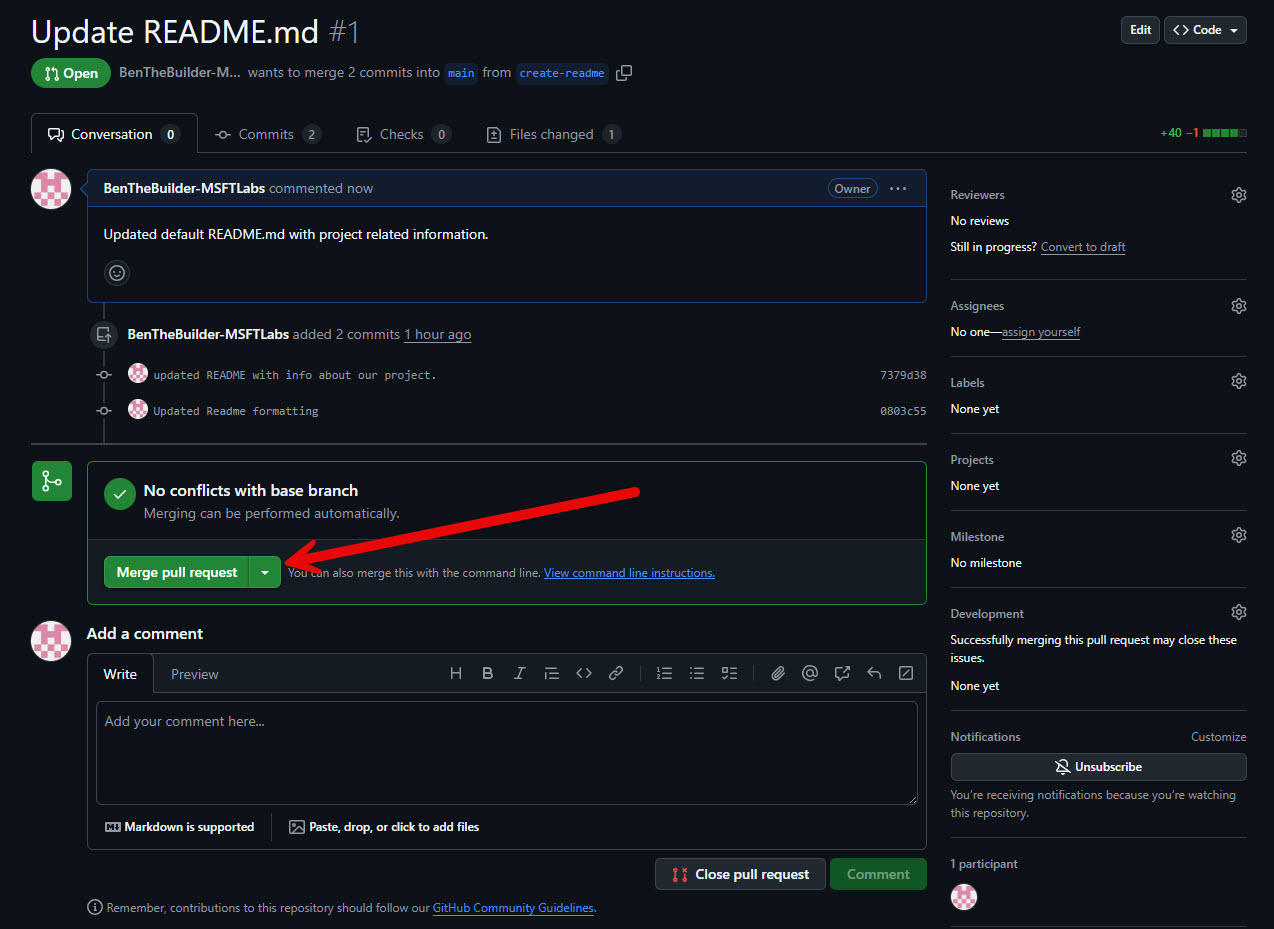 Update README.md #1
Edit
Code
Open
BenTheBuilder-M... wants to merge 2 commits into main from create-readme
Conversation 0
Commits 2
Checks 0
Files changed 1
+40 −1
BenTheBuilder-MSFTLabs commented now
Owner
Updated default README.md with project related information.
BenTheBuilder-MSFTLabs added 2 commits 1 hour ago
updated README with info about our project. 7379d38
Updated Readme formatting 0803c55
No conflicts with base branch
Merging can be performed automatically.
Merge pull request
You can also merge this with the command line. View command line instructions.
Add a comment
Write
Preview
Add your comment here...
Markdown is supported
Paste, drop, or click to add files
Close pull request
Comment
Remember, contributions to this repository should follow our GitHub Community Guidelines.
Reviewers
No reviews
Still in progress? Convert to draft
Assignees
No one—assign yourself
Labels
None yet
Projects
None yet
Milestone
No milestone
Development
Successfully merging this pull request may close these
issues.
None yet
Notifications
Customize
Unsubscribe
You're receiving notifications because you're watching
this repository.
1 participant